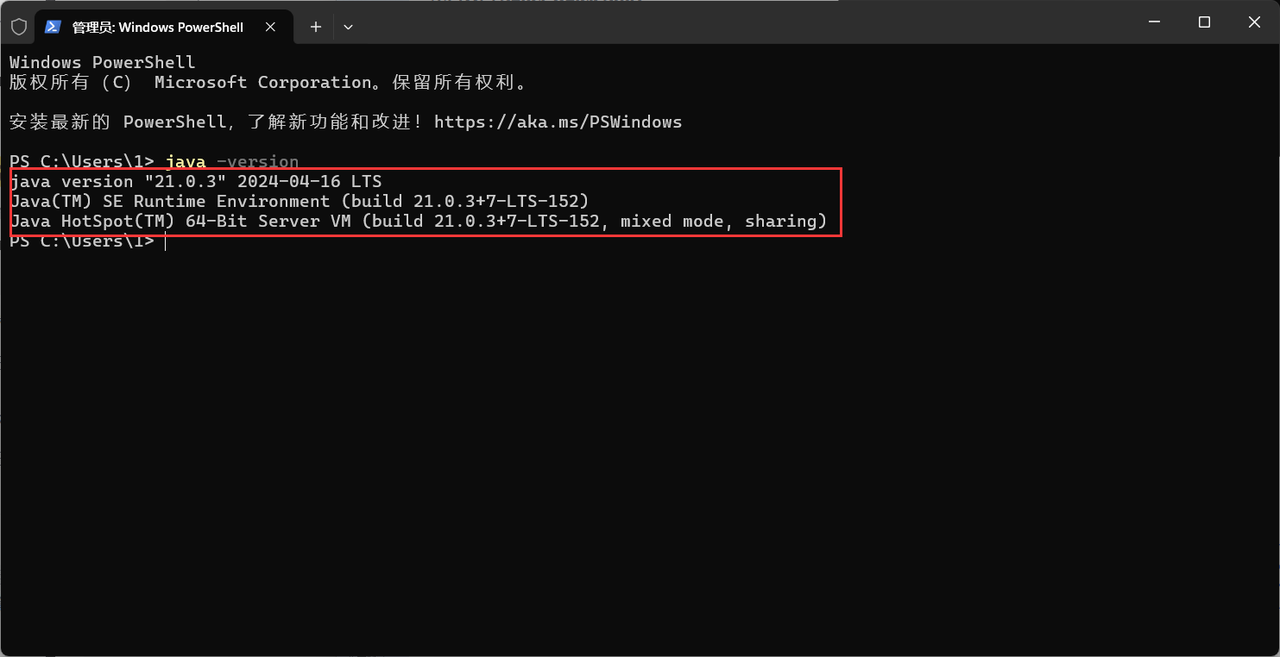 管理员: Windows PowerShell
Windows PowerShell
版权所有 (C)  Microsoft Corporation。保留所有权利。
安装最新的 PowerShell，了解新功能和改进！https://aka.ms/PSWindows
PS C:\Users\1> java -version
java version "21.0.3" 2024-04-16 LTS
Java(TM) SE Runtime Environment (build 21.0.3+7-LTS-152)
Java HotSpot(TM) 64-Bit Server VM (build 21.0.3+7-LTS-152, mixed mode, sharing)
PS C:\Users\1>